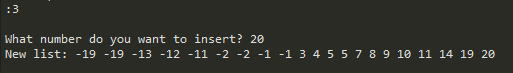 :3
What number do you want to insert? 20
New list: -19 -19 -13 -12 -11 -2 -2 -1 -1 3 4 5 5 7 8 9 10 11 14 19 20